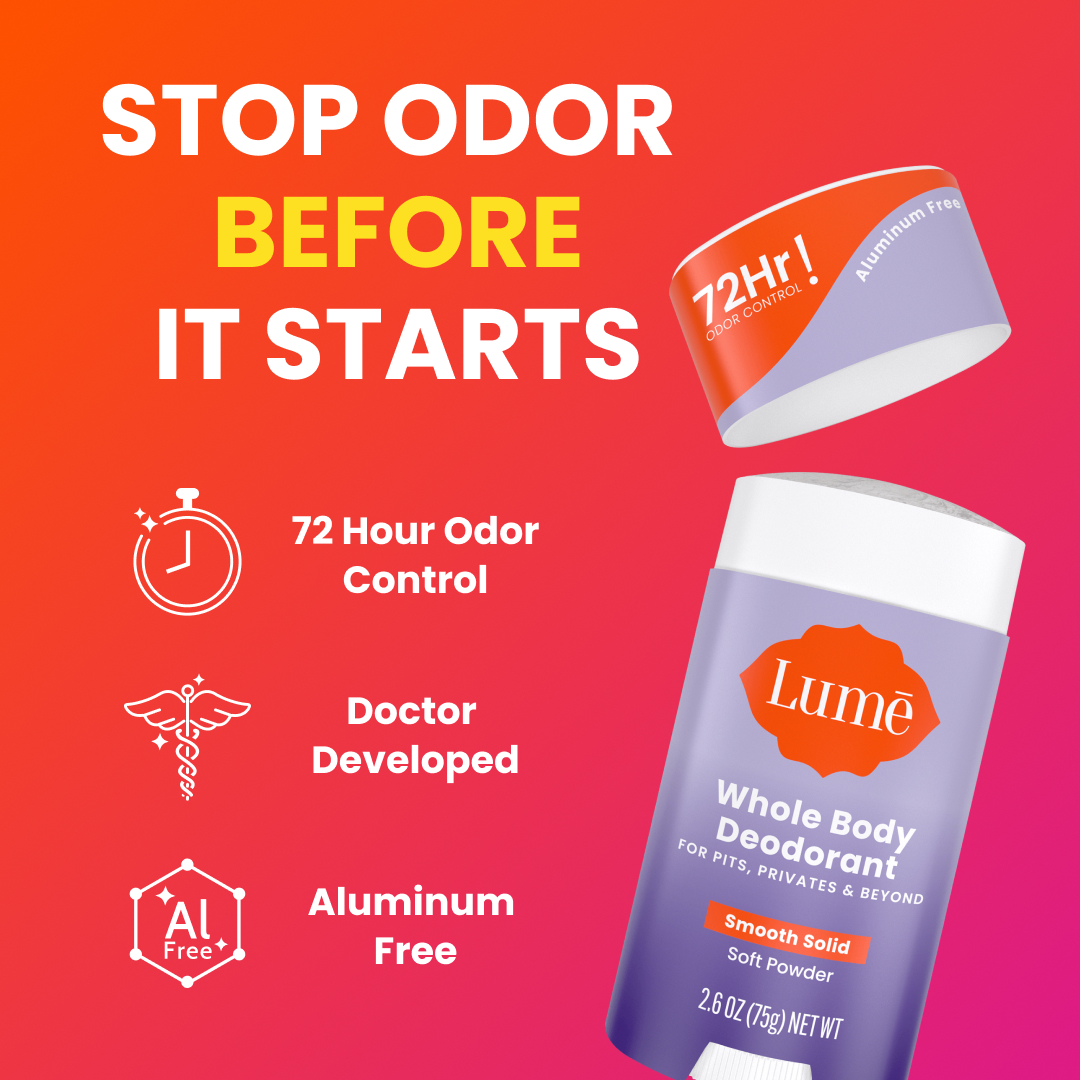 STOP ODOR
BEFORE
IT STARTS
72Hr!
ODOR CONTROL
Aluminum Free
72 Hour Odor
Control
Doctor
Developed
Al
Free
Aluminum
Free
Lumē
Whole Body
Deodorant
FOR PITS, PRIVATES & BEYOND
Smooth Solid
Soft Powder
2.6 OZ (75g) NET WT